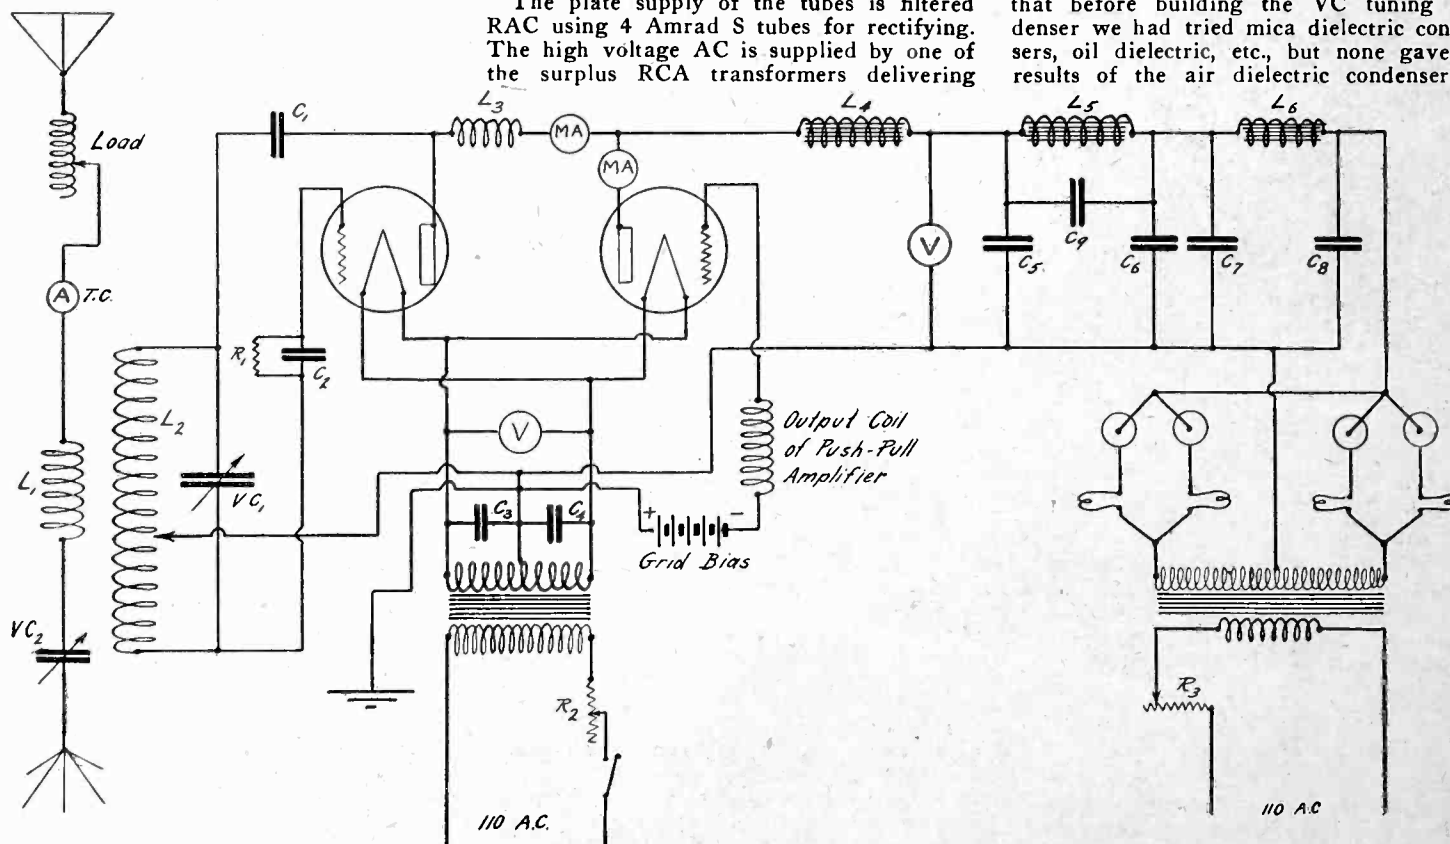 The plate supply of the tubes is filtered
RAC using 4 Amrad S tubes for rectifying.
The high voltage AC is supplied by one of
the surplus RCA transformers delivering
that before building the VC tuning
denser we had tried mica dielectric con
sers, oil dielectric, etc., but none gave
results of the air dielectric condenser
Load
A T.C.
L1
VC2
L2
VC1
C1
R1
C2
L3
MA
MA
L4
L5
L6
V
C5
C9
C6
C7
C8
V
C3
C4
+ −
Grid Bias
Output Coil
of Push-Pull
Amplifier
R2
110 A.C.
R3
110 A.C